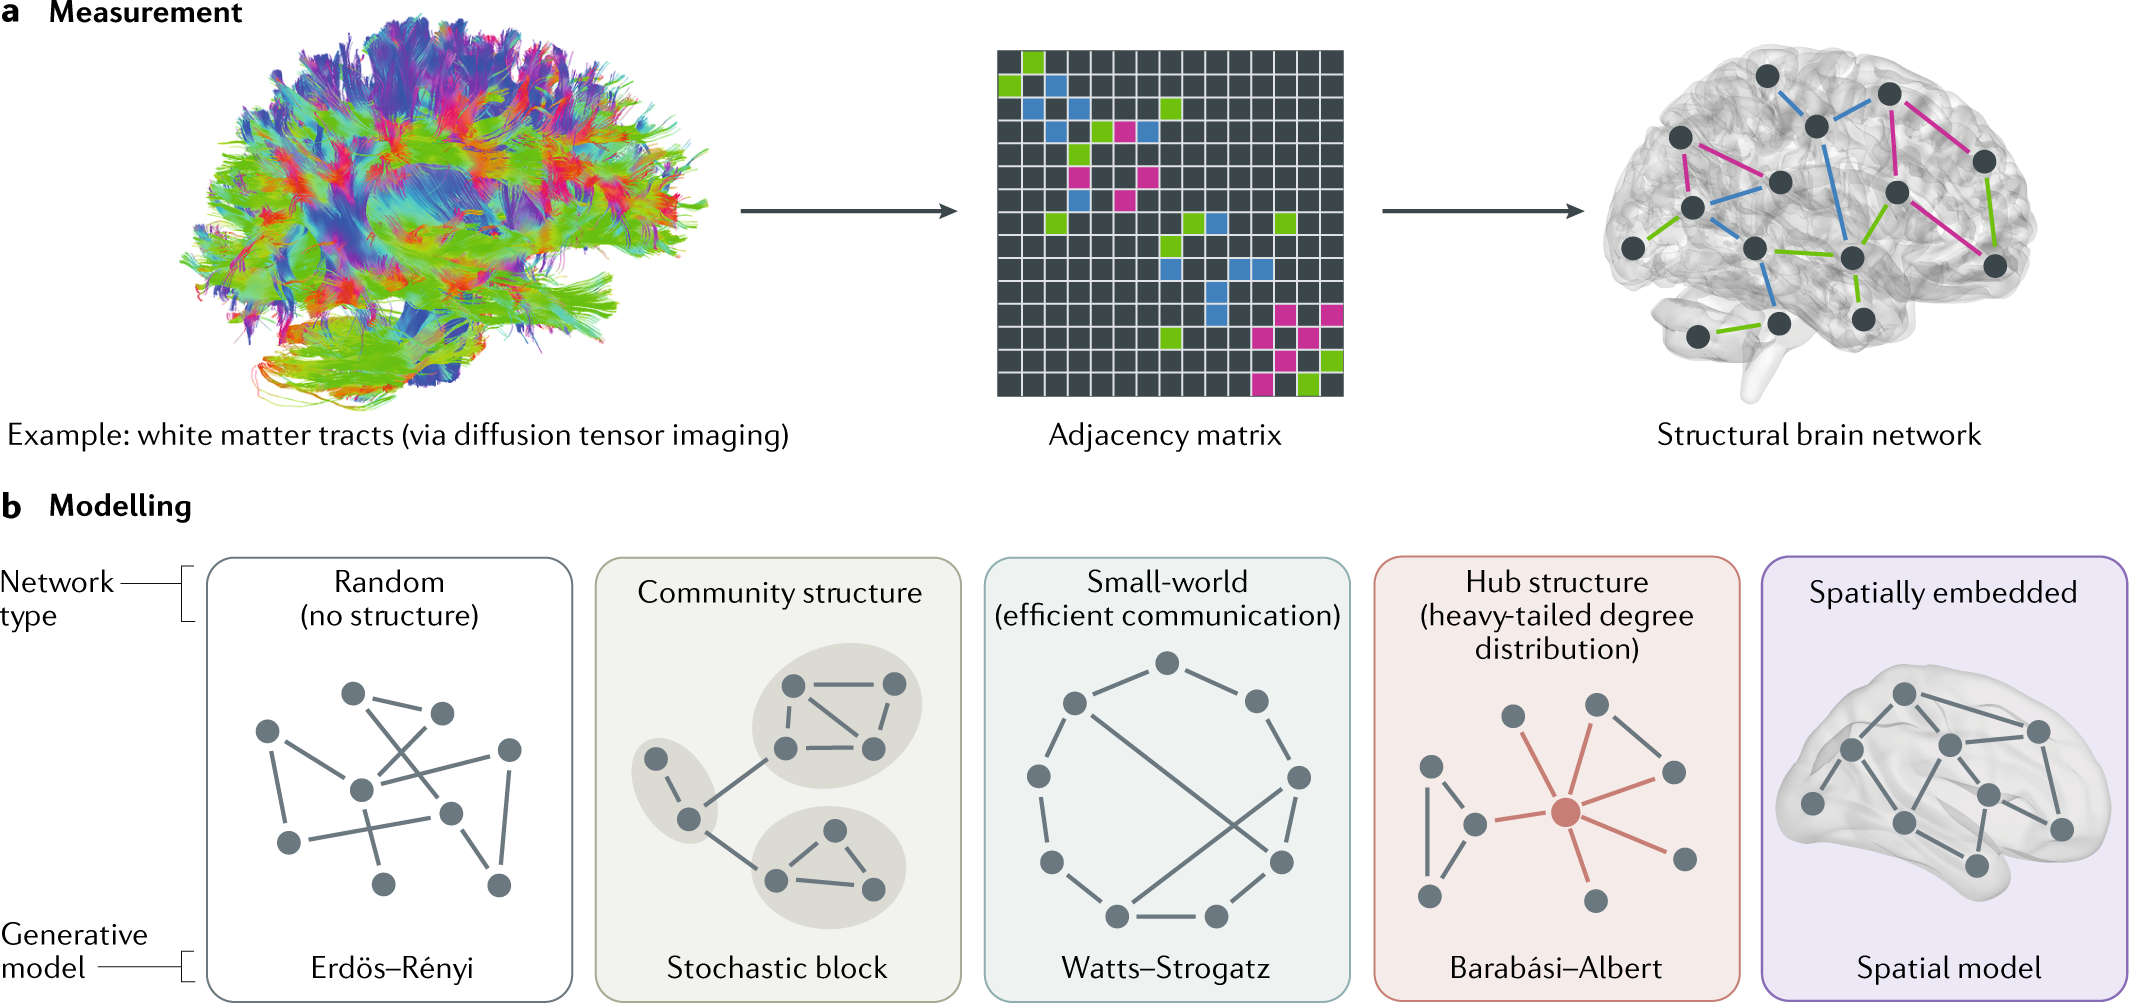 a Measurement
Example: white matter tracts (via diffusion tensor imaging)
Adjacency matrix
Structural brain network
b Modelling
Network
type
Random
(no structure)
Community structure
Small-world
(efficient communication)
Hub structure
(heavy-tailed degree
distribution)
Spatially embedded
Generative
model
Erdös–Rényi
Stochastic block
Watts–Strogatz
Barabási–Albert
Spatial model